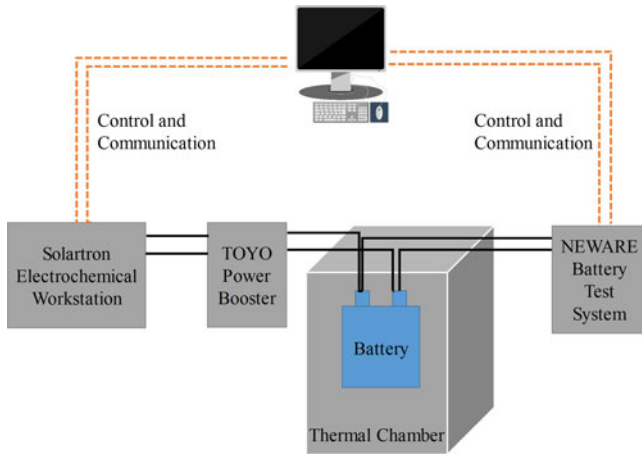 Control and
Communication
Control and
Communication
Solartron
Electrochemical
Workstation
TOYO
Power
Booster
NEWARE
Battery
Test
System
Battery
Thermal Chamber